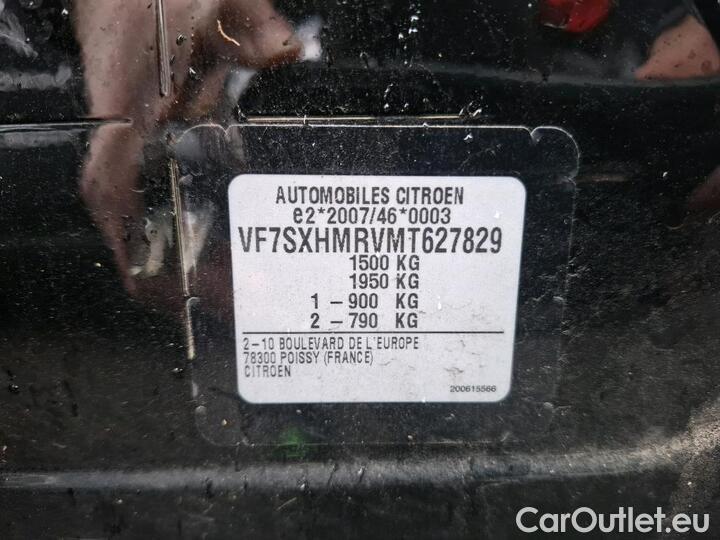 AUTOMOBILES CITROEN
e2*2007/46*0003
VF7SXHMRVMT627829
1500 KG
1950 KG
1 - 900 KG
2 - 790 KG
2-10 BOULEVARD DE L'EUROPE
78300 POISSY (FRANCE)
CITROEN
200615566
CarOutlet.eu